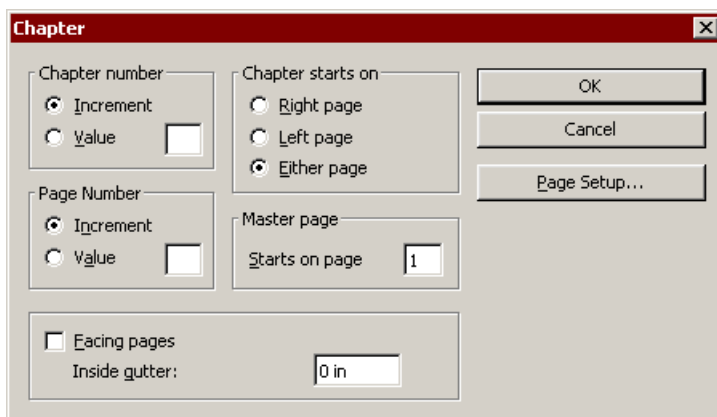 Chapter
Chapter number
Increment
Value
Page Number
Increment
Value
Chapter starts on
Right page
Left page
Either page
Master page
Starts on page 1
Facing pages
Inside gutter: 0 in
OK
Cancel
Page Setup...